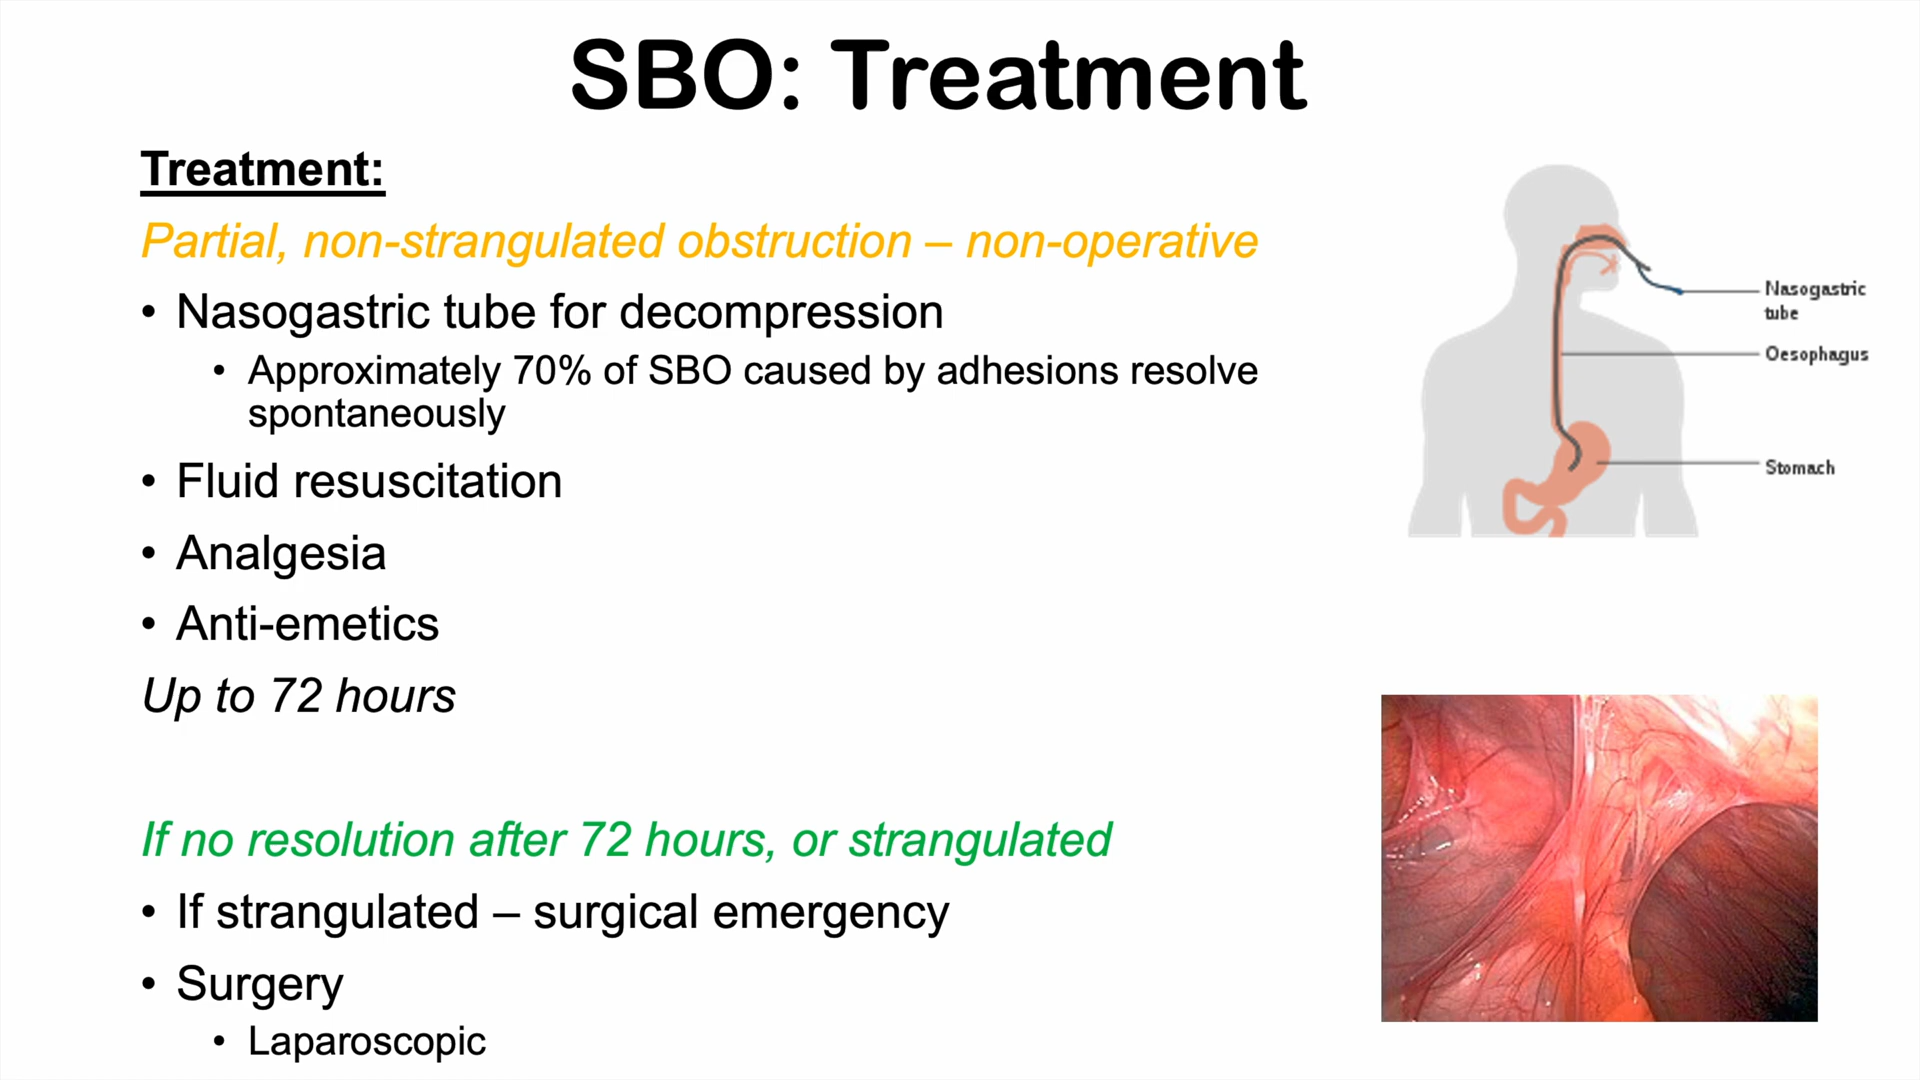 SBO: Treatment
Treatment:
Partial, non-strangulated obstruction – non-operative
• Nasogastric tube for decompression
• Approximately 70% of SBO caused by adhesions resolve
spontaneously
• Fluid resuscitation
• Analgesia
• Anti-emetics
Up to 72 hours
If no resolution after 72 hours, or strangulated
• If strangulated – surgical emergency
• Surgery
• Laparoscopic
Nasogastric
tube
Oesophagus
Stomach